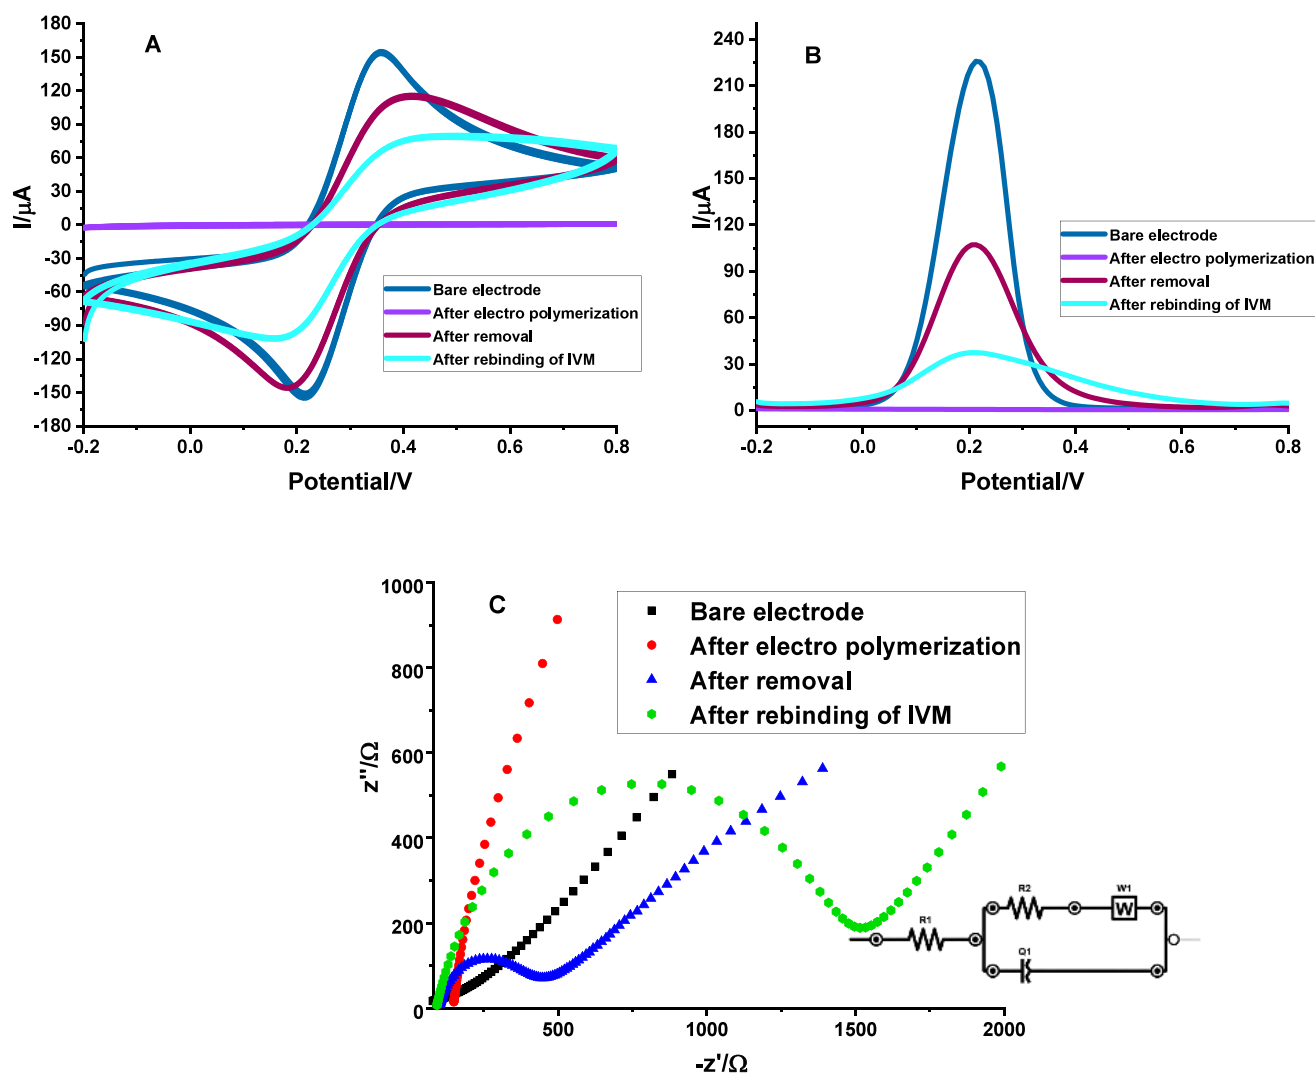 A
180
150
120
90
60
30
0
-30
-60
-90
-120
-150
-180
I/μA
-0.2
0.0
0.2
0.4
0.6
0.8
Potential/V
Bare electrode
After electro polymerization
After removal
After rebinding of IVM
B
240
210
180
150
120
90
60
30
0
I/μA
-0.2
0.0
0.2
0.4
0.6
0.8
Potential/V
Bare electrode
After electro polymerization
After removal
After rebinding of IVM
C
1000
800
600
400
200
0
z''/Ω
500
1000
1500
2000
-z'/Ω
Bare electrode
After electro polymerization
After removal
After rebinding of IVM
R1
R2
W1
W
Q1